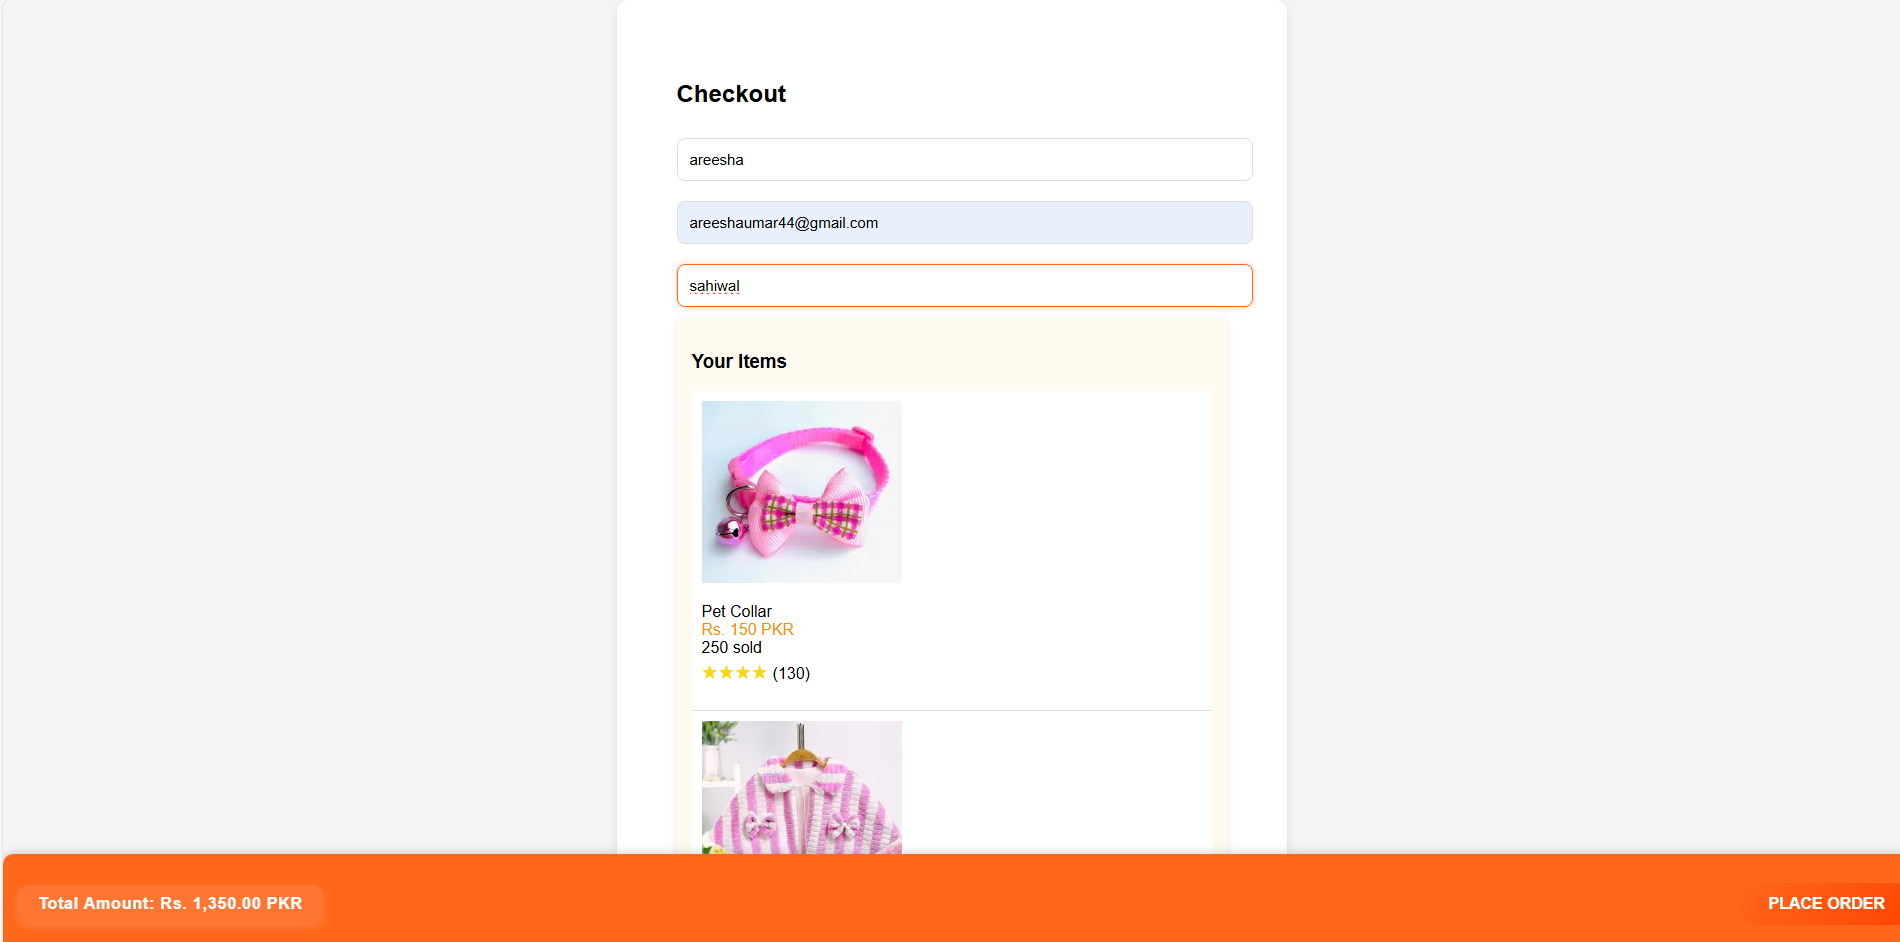 Checkout
areesha
areeshaumar44@gmail.com
sahiwal
Your Items
Pet Collar
Rs. 150 PKR
250 sold
★★★★ (130)
Total Amount: Rs. 1,350.00 PKR
PLACE ORDER